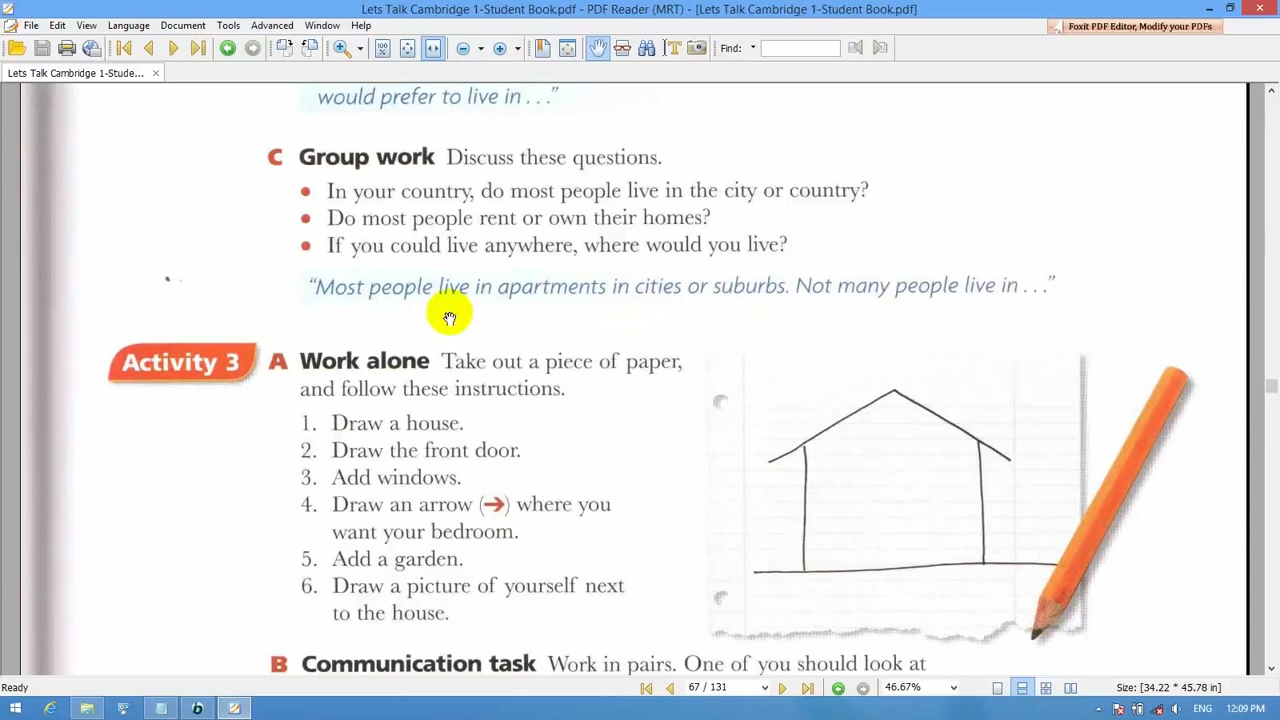 Lets Talk Cambridge 1-Student Book.pdf - PDF Reader (MRT) - [Lets Talk Cambridge 1-Student Book.pdf]
File Edit View Language Document Tools Advanced Window Help
Foxit PDF Editor, Modify your PDFs
Find:
Lets Talk Cambridge 1-Stude... ×
would prefer to live in . . ."
C Group work Discuss these questions.
• In your country, do most people live in the city or country?
• Do most people rent or own their homes?
• If you could live anywhere, where would you live?
"Most people live in apartments in cities or suburbs. Not many people live in . . ."
Activity 3
A Work alone Take out a piece of paper,
and follow these instructions.
1. Draw a house.
2. Draw the front door.
3. Add windows.
4. Draw an arrow (➔) where you
want your bedroom.
5. Add a garden.
6. Draw a picture of yourself next
to the house.
B Communication task Work in pairs. One of you should look at
Ready
67 / 131
46.67%
Size: [34.22 * 45.78 in]
ENG 12:09 PM